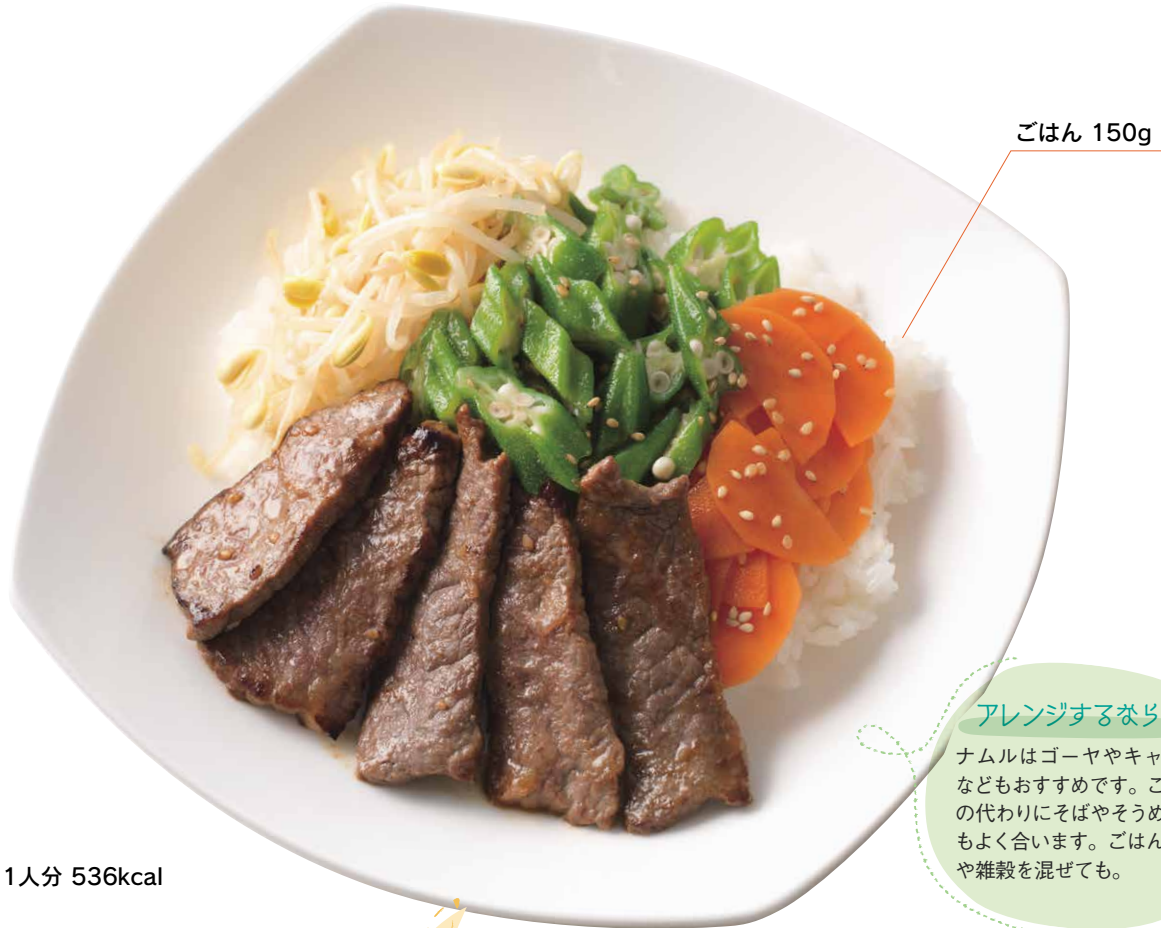 ごはん 150g
アレンジするなら
ナムルはゴーヤやキャ
などもおすすめです。こ
の代わりにそばやそうめ
もよく合います。ごはん
や雑穀を混ぜても。
1人分 536kcal